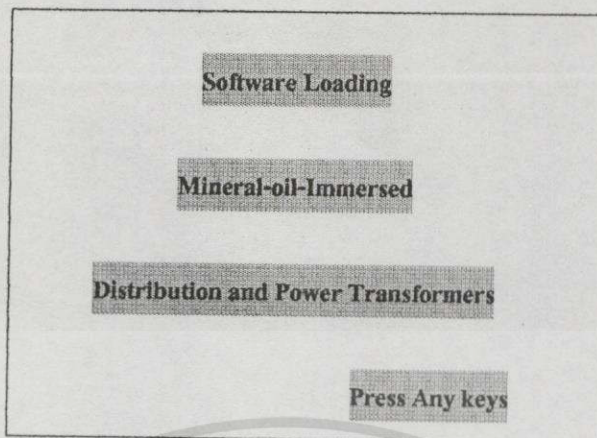 Software Loading
Mineral-oil-Immersed
Distribution and Power Transformers
Press Any keys